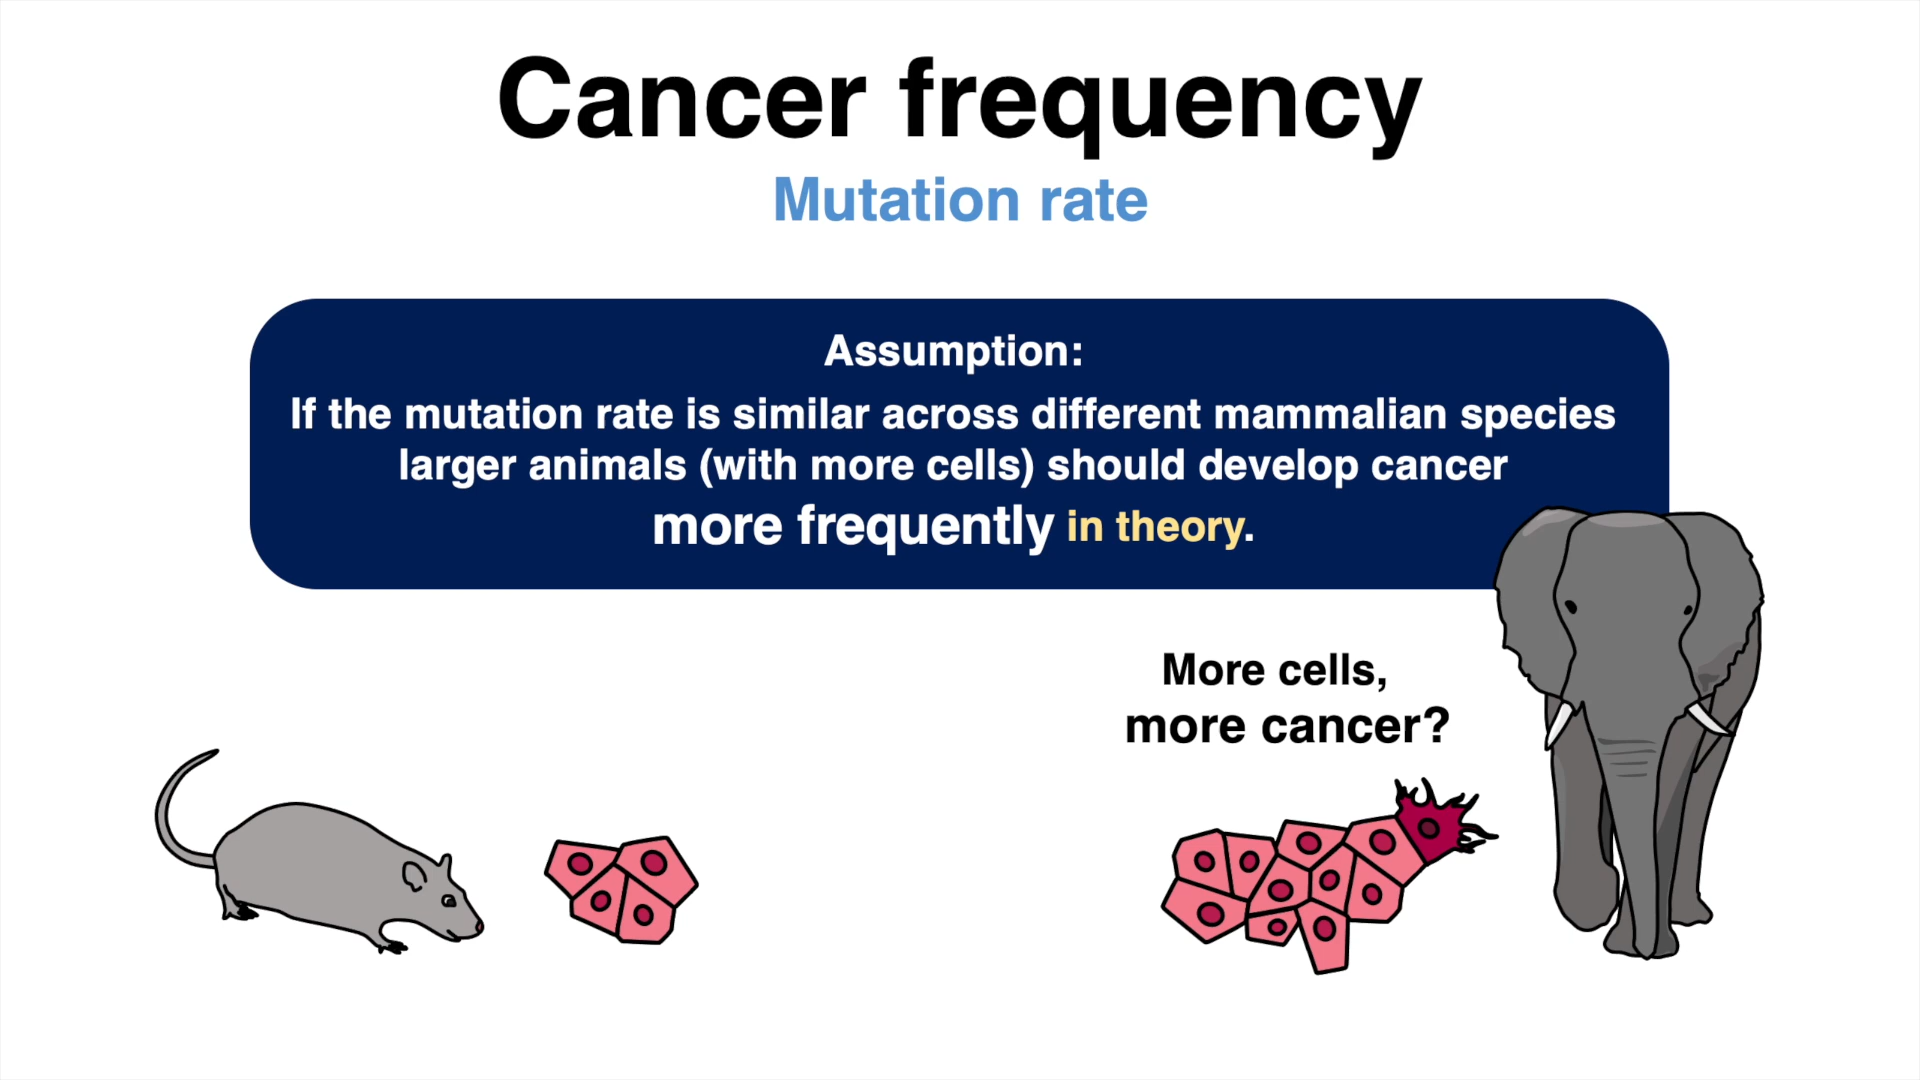 Cancer frequency
Mutation rate
Assumption:
If the mutation rate is similar across different mammalian species
larger animals (with more cells) should develop cancer
more frequently in theory.
More cells,
more cancer?